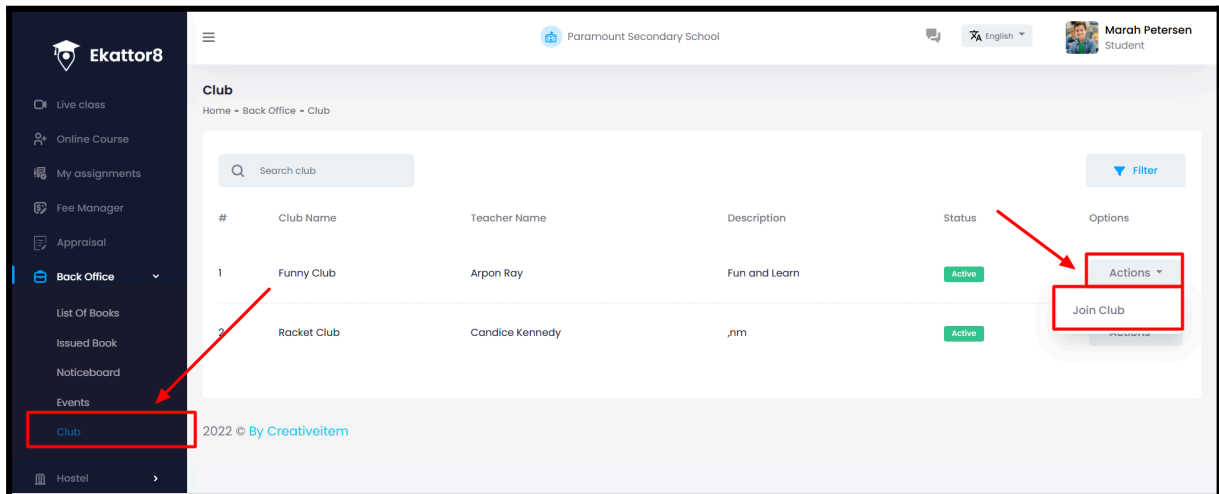 Ekattor8
Paramount Secondary School
English
Marah Petersen
Student
Live class
Online Course
My assignments
Fee Manager
Appraisal
Back Office
List Of Books
Issued Book
Noticeboard
Events
Club
Hostel
Club
Home - Back Office - Club
Search club
Filter
# Club Name Teacher Name Description Status Options
1 Funny Club Arpon Ray Fun and Learn Active Actions
Join Club
2 Racket Club Candice Kennedy ,nm Active Actions
2022 © By Creativeitem